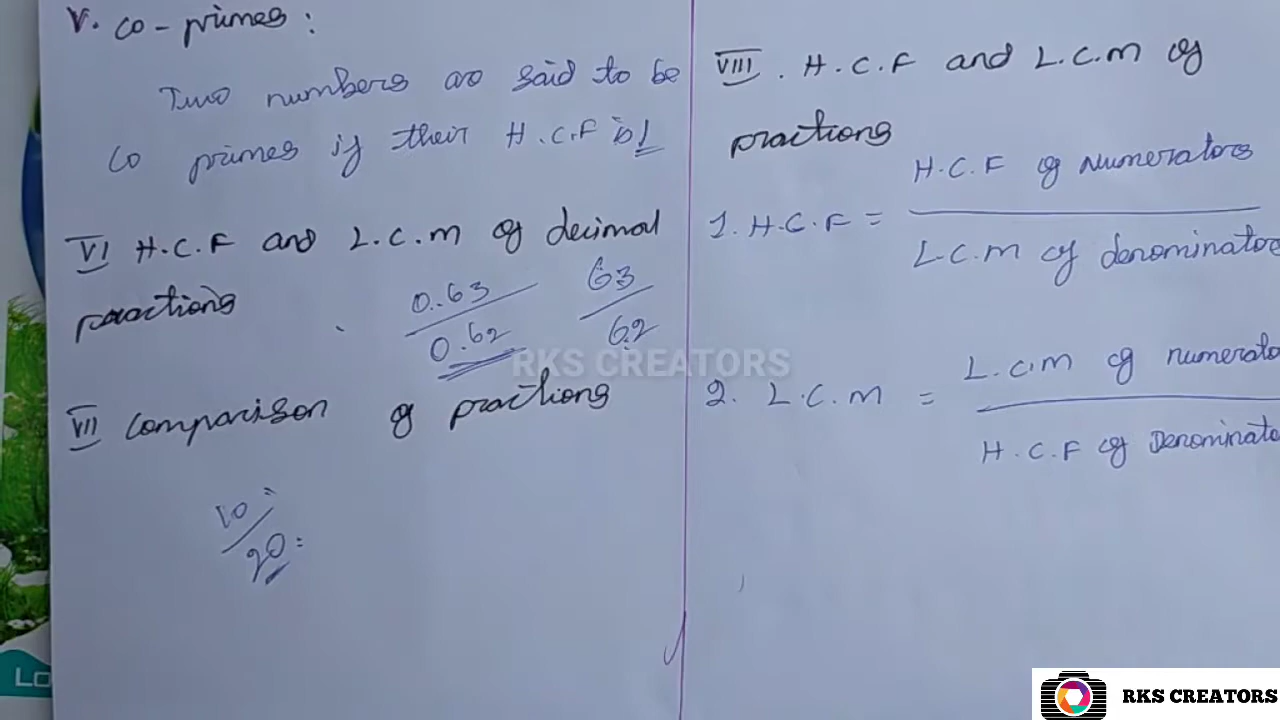 V. Co-primes:
Two numbers are said to be
Co primes if their H.C.F is 1
VI H.C.F and L.C.m of decimal
fractions
0.63
0.62
63
62
VII Comparison of fractions
10
20
VIII. H.C.F and L.C.m of
fractions
1. H.C.F = H.C.F of Numerators
L.C.m of denominator
2. L.C.m = L.C.m of numerato
H.C.F of Denominato
RKS CREATORS
LO
RKS CREATORS